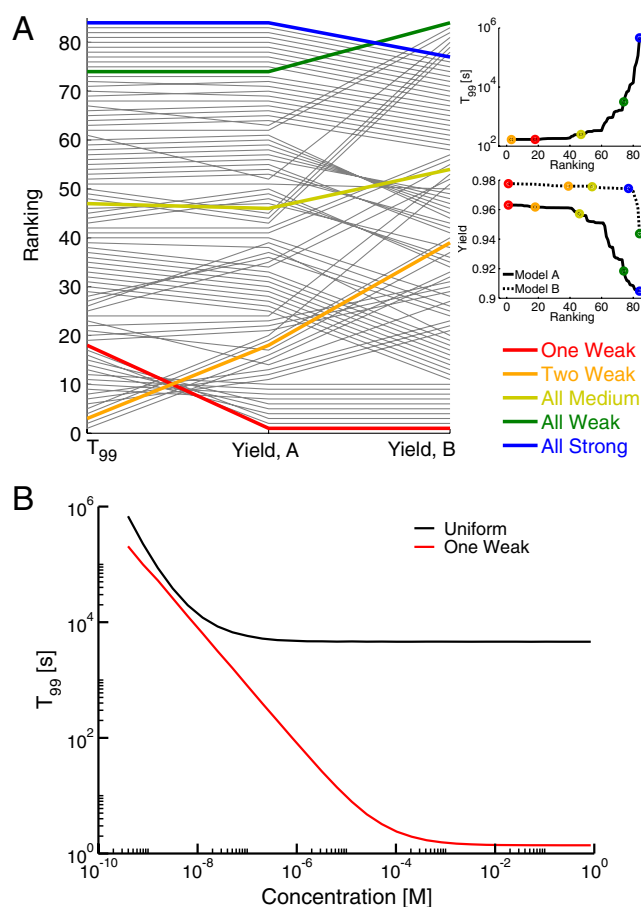 A
80
70
60
50
40
30
20
10
0
Ranking
T99
Yield, A
Yield, B
10^6
10^4
10^2
T99 [s]
0 20 40 60 80
Ranking
0.98
0.96
0.94
0.92
0.9
Yield
Model A
Model B
0 20 40 60 80
Ranking
One Weak
Two Weak
All Medium
All Weak
All Strong
B
10^6
10^4
10^2
10^0
T99 [s]
Uniform
One Weak
10^-10 10^-8 10^-6 10^-4 10^-2 10^0
Concentration [M]